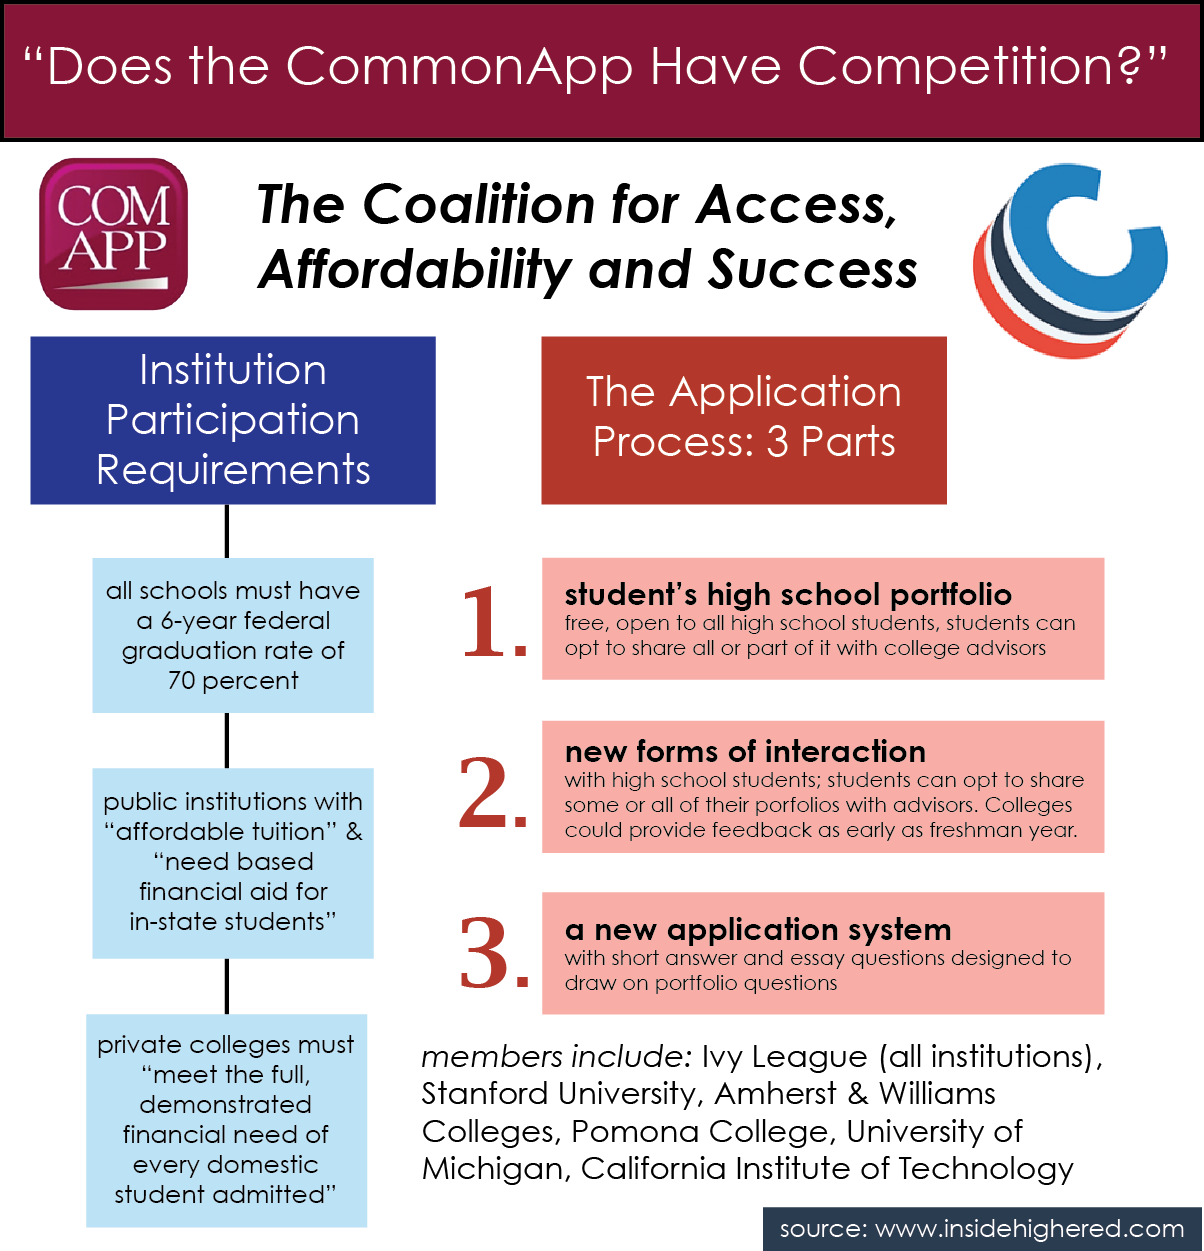 “Does the CommonApp Have Competition?”
COM
APP
The Coalition for Access,
Affordability and Success
Institution
Participation
Requirements
all schools must have
a 6-year federal
graduation rate of
70 percent
public institutions with
“affordable tuition” &
“need based
financial aid for
in-state students”
private colleges must
“meet the full,
demonstrated
financial need of
every domestic
student admitted”
The Application
Process: 3 Parts
1.
student’s high school portfolio
free, open to all high school students, students can
opt to share all or part of it with college advisors
2.
new forms of interaction
with high school students; students can opt to share
some or all of their porfolios with advisors. Colleges
could provide feedback as early as freshman year.
3.
a new application system
with short answer and essay questions designed to
draw on portfolio questions
members include: Ivy League (all institutions),
Stanford University, Amherst & Williams
Colleges, Pomona College, University of
Michigan, California Institute of Technology
source: www.insidehighered.com